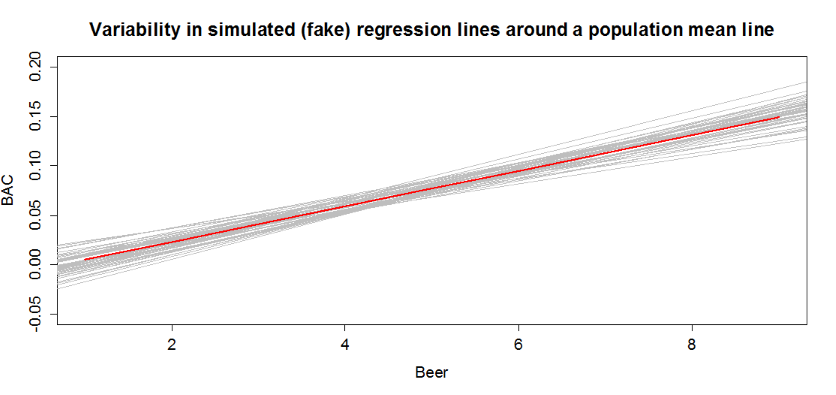 Variability in simulated (fake) regression lines around a population mean line
0.20
0.15
0.10
0.05
0.00
-0.05
BAC
2 4 6 8
Beer